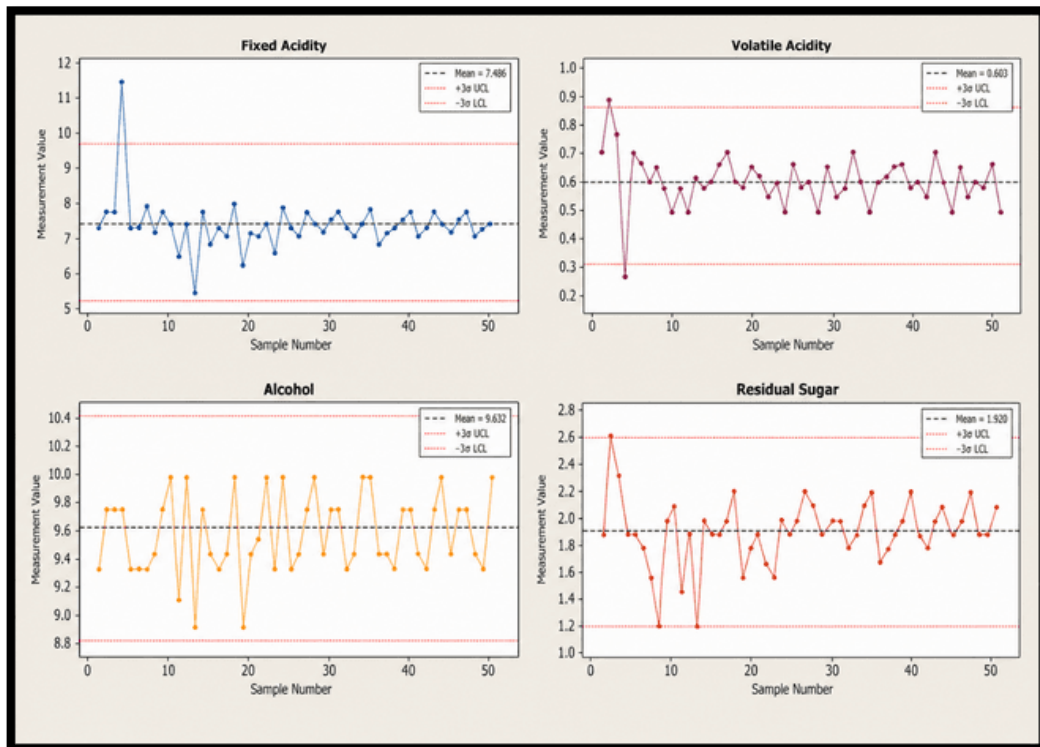 Fixed Acidity
Measurement Value
12
11
10
9
8
7
6
5
Mean = 7.486
+3σ UCL
−3σ LCL
0 10 20 30 40 50
Sample Number
Volatile Acidity
Measurement Value
1.0
0.9
0.8
0.7
0.6
0.5
0.4
0.3
0.2
Mean = 0.603
+3σ UCL
−3σ LCL
0 10 20 30 40 50
Sample Number
Alcohol
Measurement Value
10.4
10.2
10.0
9.8
9.6
9.4
9.2
9.0
8.8
Mean = 9.632
+3σ UCL
−3σ LCL
0 10 20 30 40 50
Sample Number
Residual Sugar
Measurement Value
2.8
2.6
2.4
2.2
2.0
1.8
1.6
1.4
1.2
1.0
Mean = 1.920
+3σ UCL
−3σ LCL
0 10 20 30 40 50
Sample Number